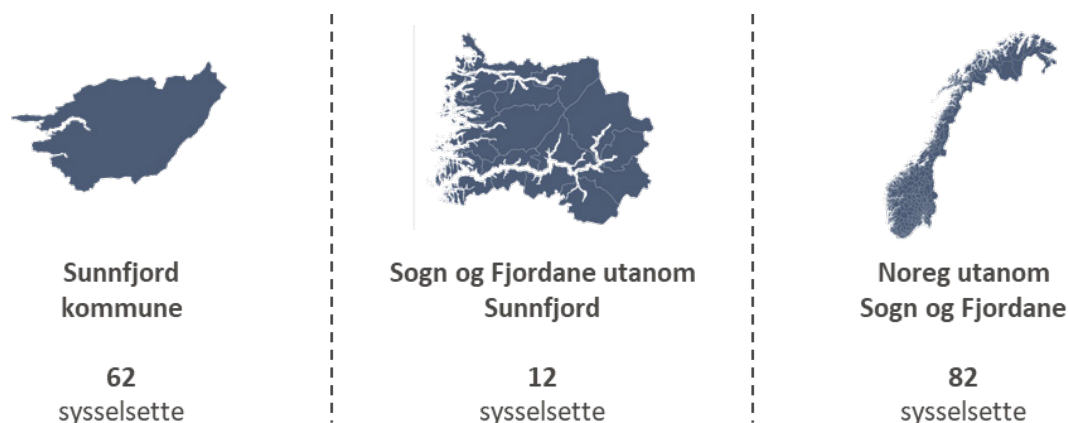 Sunnfjord
kommune
62
sysselsette
Sogn og Fjordane utanom
Sunnfjord
12
sysselsette
Noreg utanom
Sogn og Fjordane
82
sysselsette